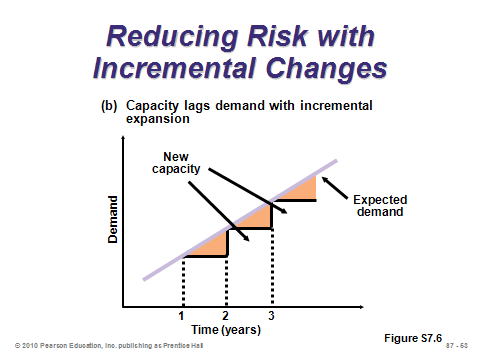 Reducing Risk with
Incremental Changes
(b) Capacity lags demand with incremental
expansion
New
capacity
Expected
demand
Demand
1 2 3
Time (years)
Figure S7.6
© 2010 Pearson Education, Inc. publishing as Prentice Hall
S7 - 58